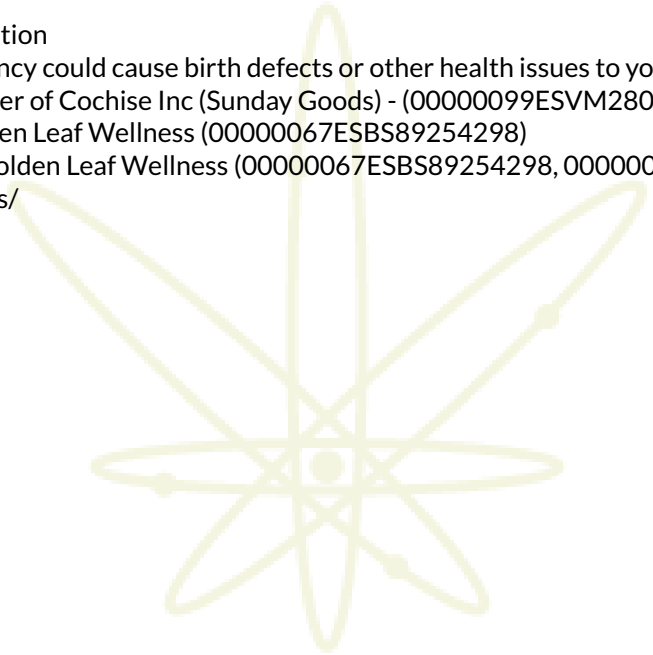 tion
ncy could cause birth defects or other health issues to yo
er of Cochise Inc (Sunday Goods) - (00000099ESVM280
en Leaf Wellness (00000067ESBS89254298)
olden Leaf Wellness (00000067ESBS89254298, 000000
s/